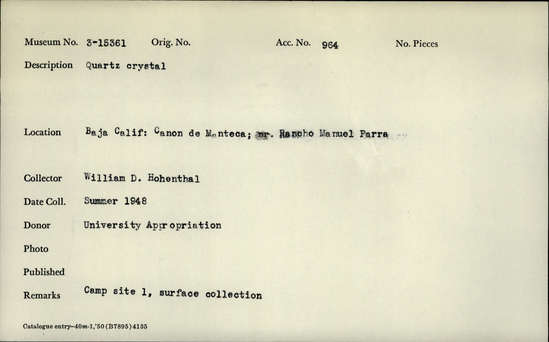 Museum No. 3-15361 Orig. No. Acc. No. 964 No. Pieces
Description Quartz crystal
Location Baja Calif: Canon de Manteca; nr. Rancho Manuel Parra
Collector William D. Hohenthal
Date Coll. Summer 1948
Donor University Appropriation
Photo
Published
Remarks Camp site 1, surface collection
Catalogue entry—40m-1,'50 (B7895) 4155